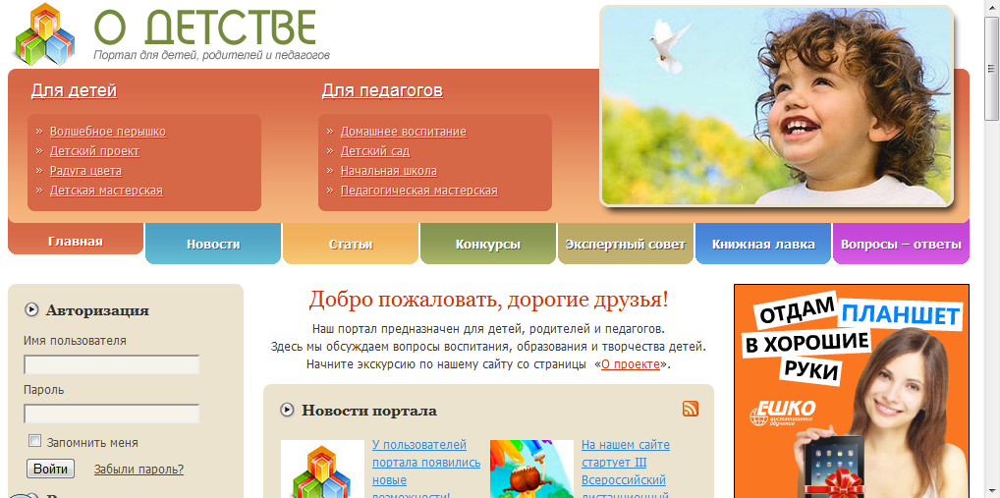 О ДЕТСТВЕ
Портал для детей, родителей и педагогов
Для детей
Волшебное перышко
Детский проект
Радуга цвета
Детская мастерская
Для педагогов
Домашнее воспитание
Детский сад
Начальная школа
Педагогическая мастерская
Главная
Новости
Статьи
Конкурсы
Экспертный совет
Книжная лавка
Вопросы – ответы
Авторизация
Имя пользователя
Пароль
Запомнить меня
Войти
Забыли пароль?
Добро пожаловать, дорогие друзья!
Наш портал предназначен для детей, родителей и педагогов.
Здесь мы обсуждаем вопросы воспитания, образования и творчества детей.
Начните экскурсию по нашему сайту со страницы «О проекте».
Новости портала
У пользователей
портала появились
новые
возможности!
На нашем сайте
стартует III
Всероссийский
дистанционный
ОТДАМ
ПЛАНШЕТ
В ХОРОШИЕ
РУКИ
ЕШКО
дистанционное
обучение